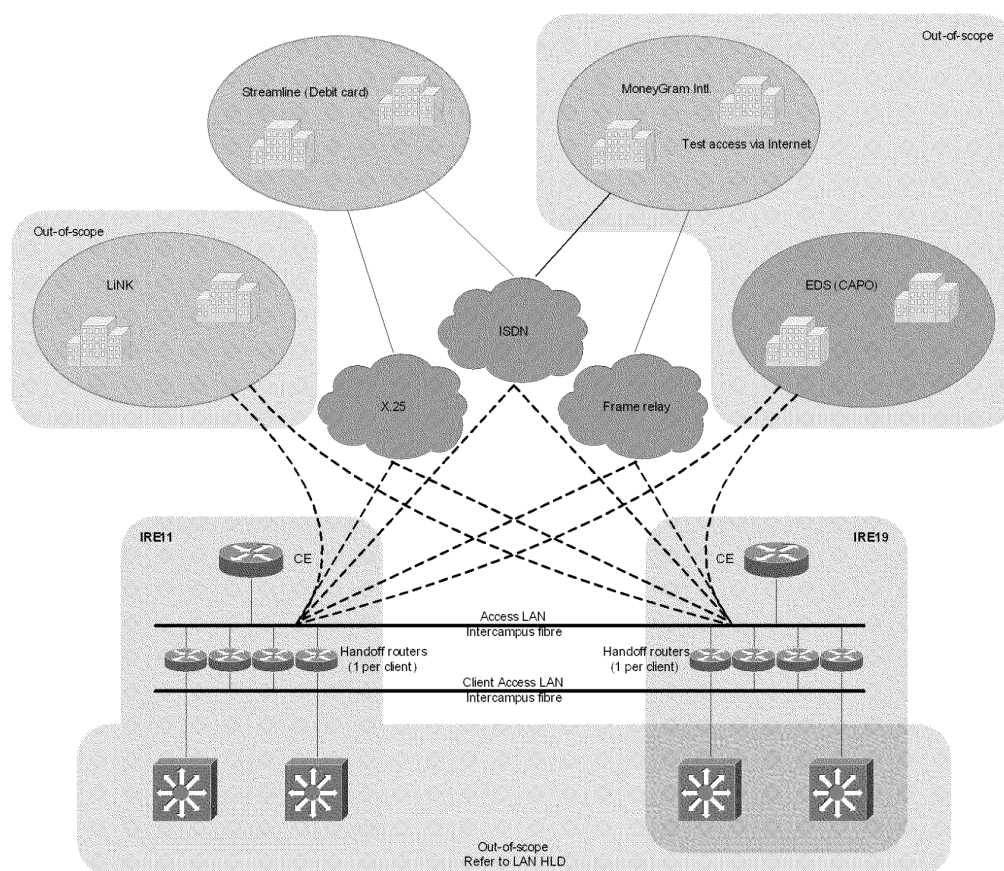 Out-of-scope
Streamline (Debit card)
MoneyGram Intl.
Test access via Internet
Out-of-scope
LiNK
EDS (CAPO)
ISDN
X.25
Frame relay
IRE11
CE
CE
IRE19
Access LAN
Intercampus fibre
Handoff routers
(1 per client)
Handoff routers
(1 per client)
Client Access LAN
Intercampus fibre
Out-of-scope
Refer to LAN HLD